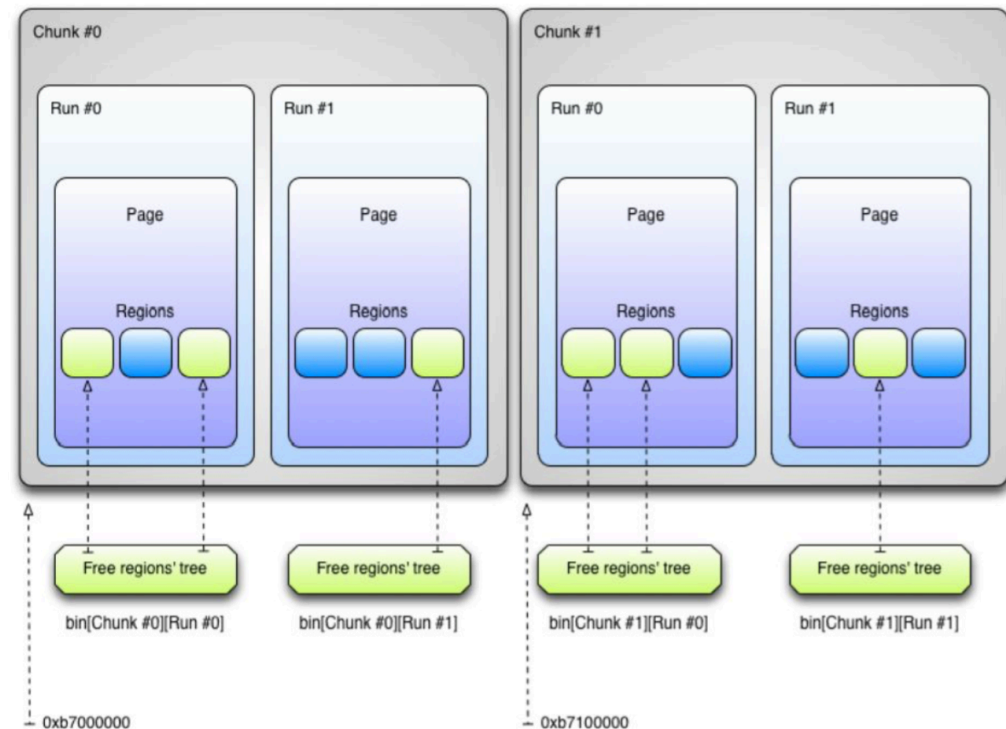 Chunk #0
Chunk #1
Run #0
Run #1
Run #0
Run #1
Page
Page
Page
Page
Regions
Regions
Regions
Regions
Free regions' tree
Free regions' tree
Free regions' tree
Free regions' tree
bin[Chunk #0][Run #0]
bin[Chunk #0][Run #1]
bin[Chunk #1][Run #0]
bin[Chunk #1][Run #1]
0xb7000000
0xb7100000